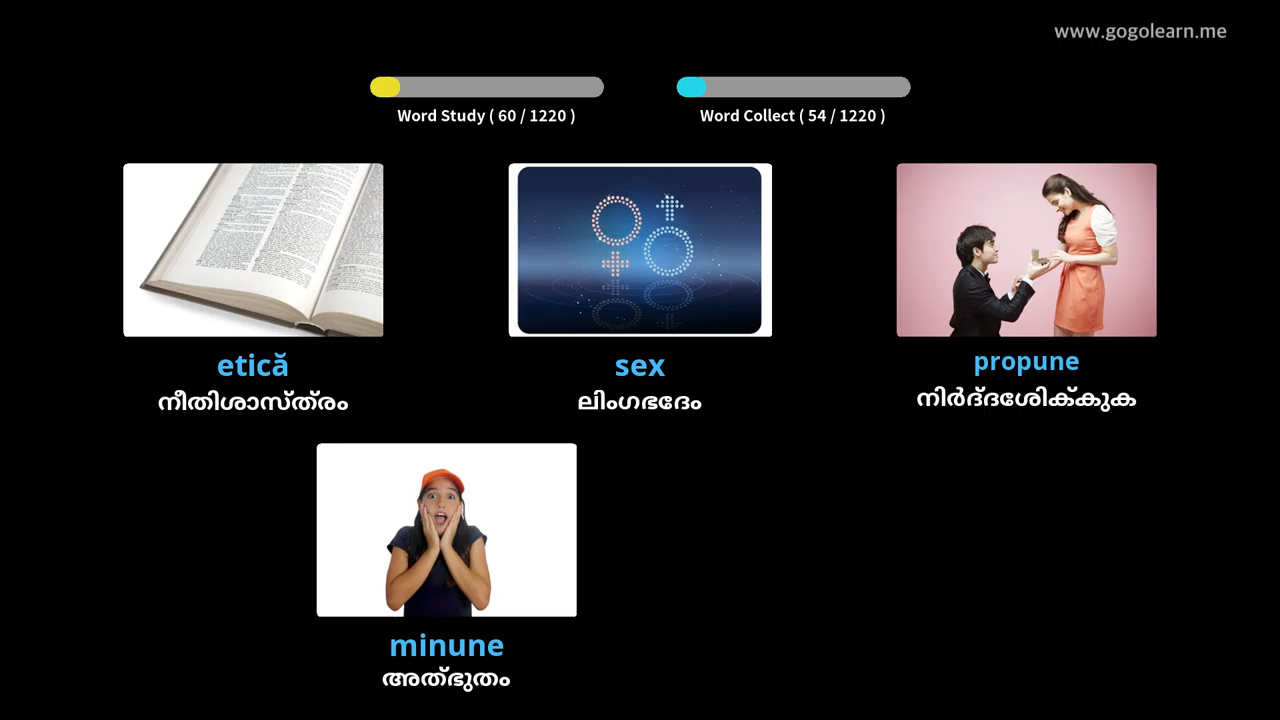 www.gogolearn.me
Word Study ( 60 / 1220 )
Word Collect ( 54 / 1220 )
etică
നീതിശാസ്ത്രം
sex
ലിംഗഭേദം
propune
നിർദ്ദേശിക്കുക
minune
അത്ഭുതം